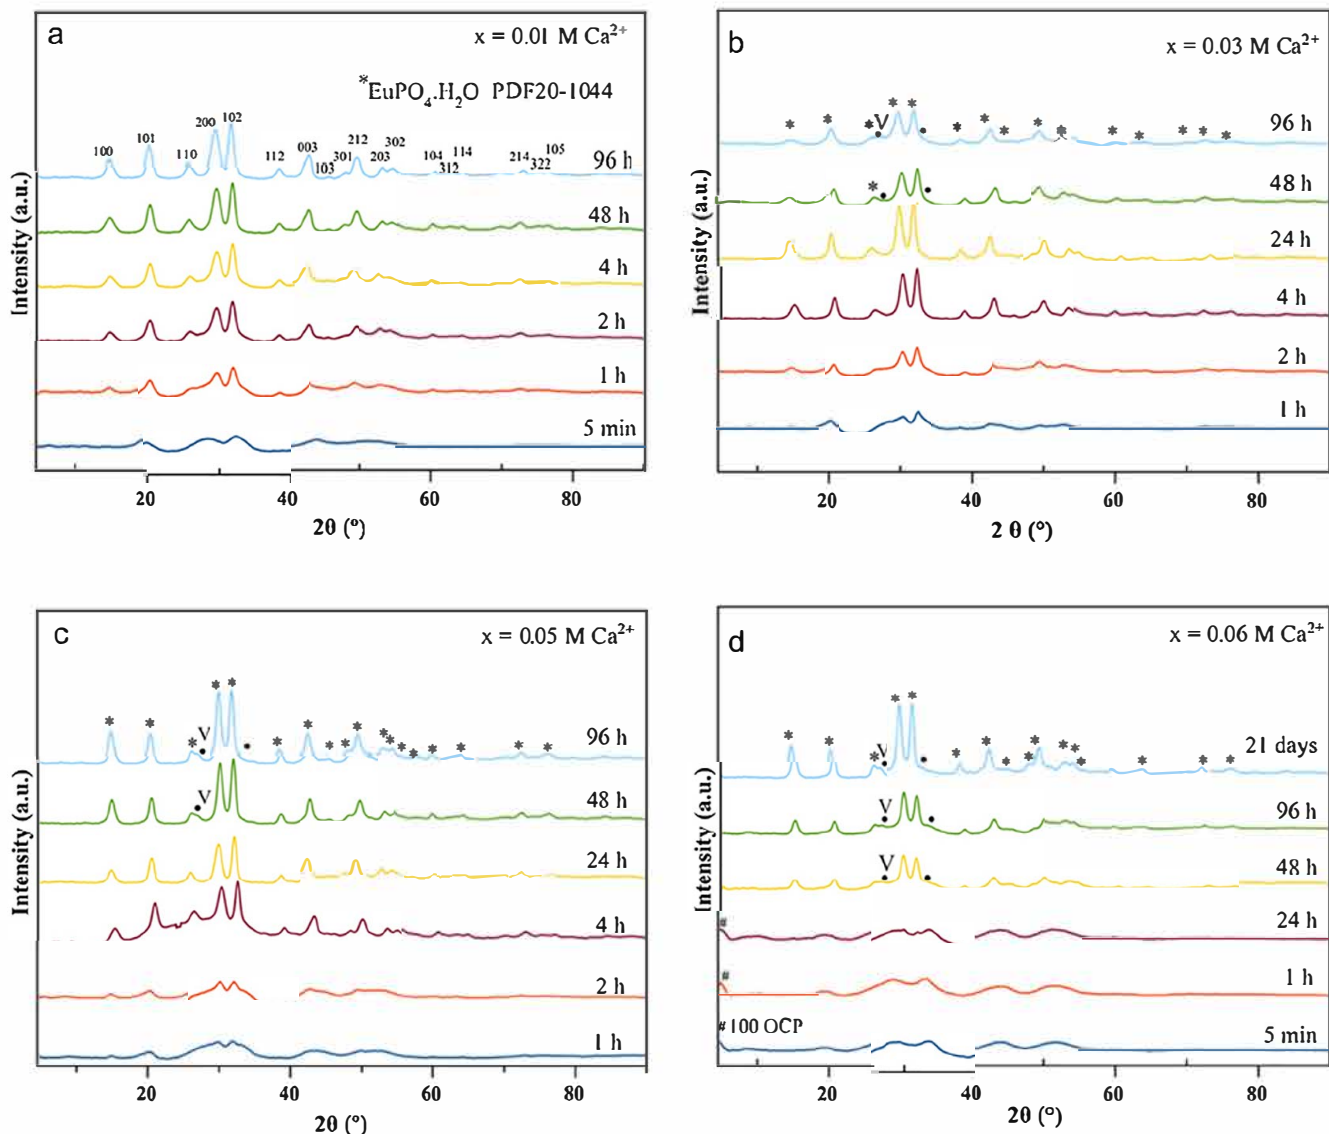 a
x = 0.01 M Ca²⁺
*EuPO₄.H₂O PDF20-1044
100 101 110 200 102 112 003 103 301 212 203 302 104 312 114 214 322 105
96 h
48 h
4 h
2 h
1 h
5 min
Intensity (a.u.)
20 40 60 80
2θ (°)
b
x = 0.03 M Ca²⁺
* * * V • * * • * * * * * * * * * *
96 h
* •  •
48 h
24 h
4 h
2 h
1 h
Intensity (a.u.)
20 40 60 80
2 θ (°)
c
x = 0.05 M Ca²⁺
* * * V • * * • * * * * * * * * * * * *
96 h
V •
48 h
24 h
4 h
2 h
1 h
Intensity (a.u.)
20 40 60 80
2θ (°)
d
x = 0.06 M Ca²⁺
* * * V • * * • * * * * * * * * * *
21 days
V • •
96 h
V • •
48 h
#
24 h
#
1 h
#100 OCP
5 min
Intensity (a.u.)
20 40 60 80
2θ (°)